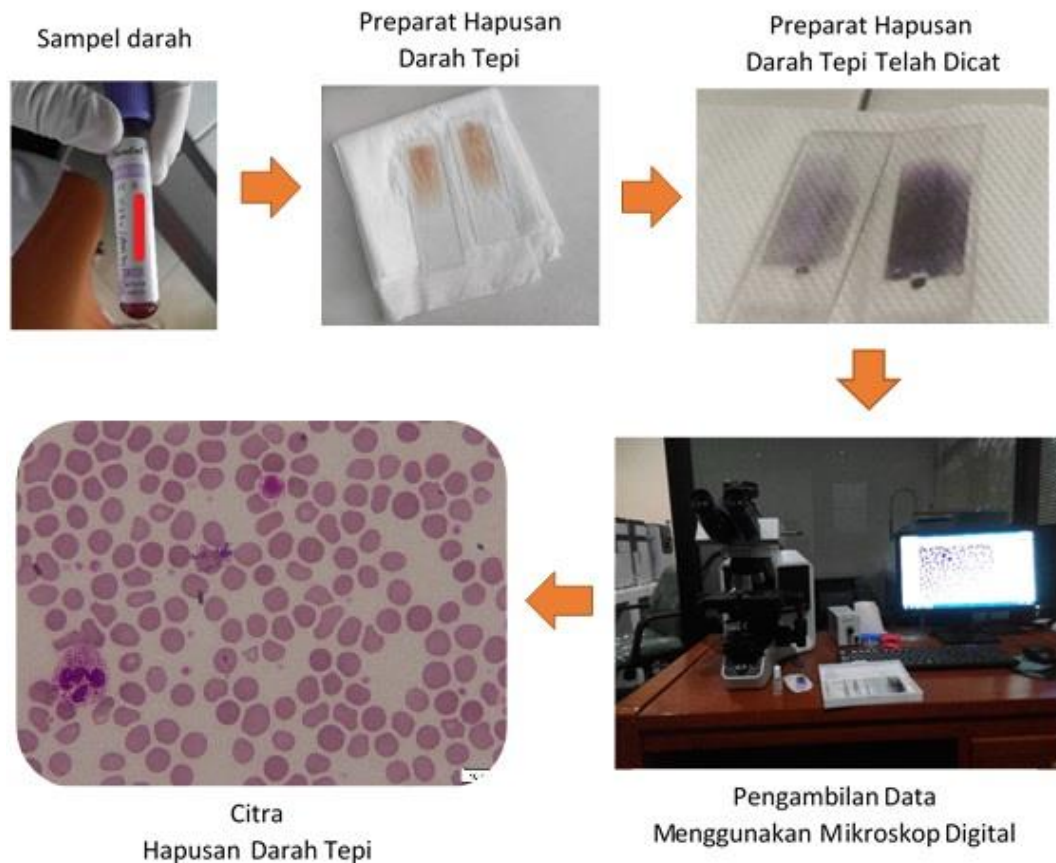 Sampel darah
Preparat Hapusan
Darah Tepi
Preparat Hapusan
Darah Tepi Telah Dicat
Pengambilan Data
Menggunakan Mikroskop Digital
Citra
Hapusan Darah Tepi